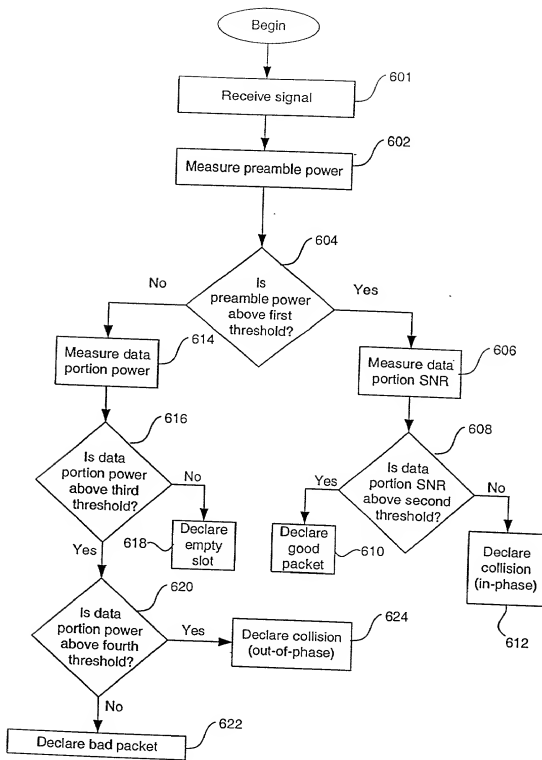 Begin
Receive signal
601
Measure preamble power
602
604
Is
preamble power
above first
threshold?
No
Yes
Measure data
portion power
614
Measure data
portion SNR
606
616
Is data
portion power
above third
threshold?
No
Yes
608
Is data
portion SNR
above second
threshold?
Yes
No
618
Declare
empty
slot
Declare
good
packet
610
Declare
collision
(in-phase)
612
620
Is data
portion power
above fourth
threshold?
Yes
Declare collision
(out-of-phase)
624
No
Declare bad packet
622